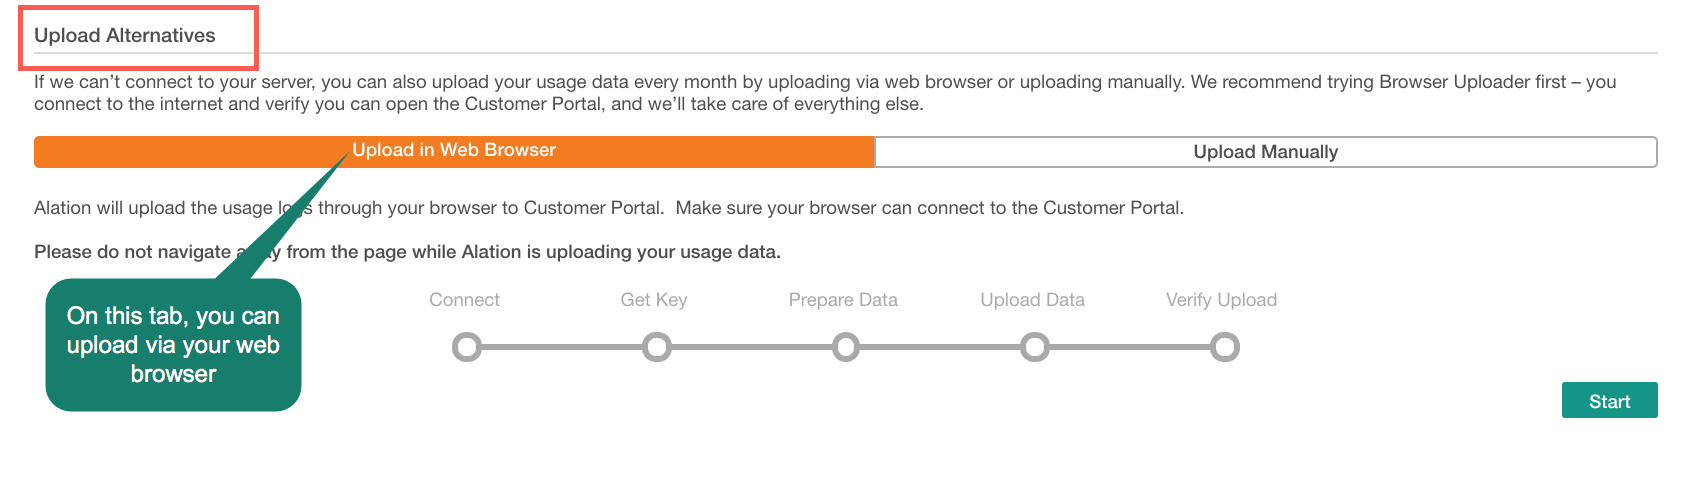 Upload Alternatives
If we can’t connect to your server, you can also upload your usage data every month by uploading via web browser or uploading manually. We recommend trying Browser Uploader first – you
connect to the internet and verify you can open the Customer Portal, and we’ll take care of everything else.
Upload in Web Browser
Upload Manually
Alation will upload the usage logs through your browser to Customer Portal.  Make sure your browser can connect to the Customer Portal.
Please do not navigate away from the page while Alation is uploading your usage data.
On this tab, you can
upload via your web
browser
Connect
Get Key
Prepare Data
Upload Data
Verify Upload
Start